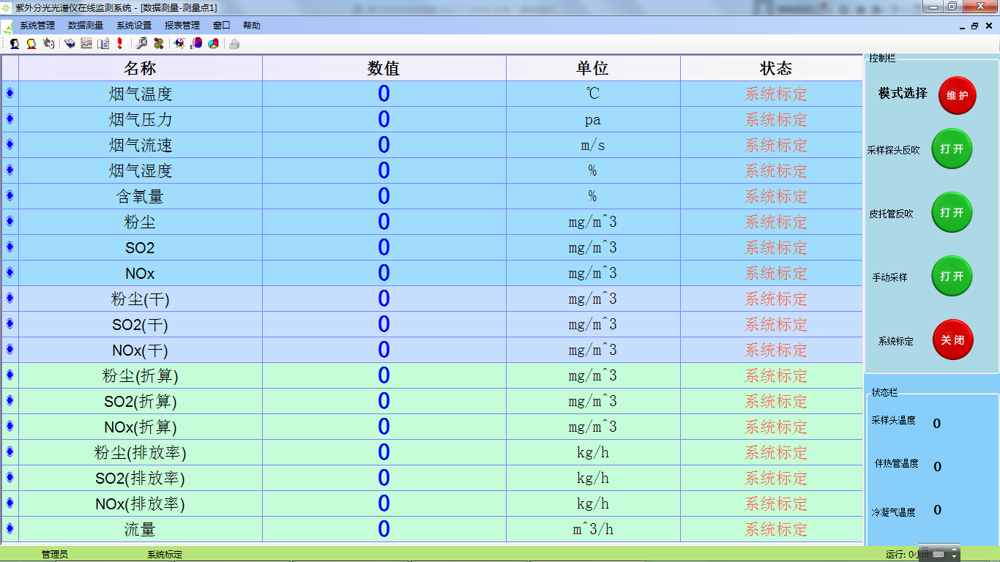 紫外分光光谱仪在线监测系统 - [数据测量-测量点1]
系统管理 数据测量 系统设置 报表管理 窗口 帮助
名称 数值 单位 状态
烟气温度 0 ℃ 系统标定
烟气压力 0 pa 系统标定
烟气流速 0 m/s 系统标定
烟气湿度 0 % 系统标定
含氧量 0 % 系统标定
粉尘 0 mg/m^3 系统标定
SO2 0 mg/m^3 系统标定
NOx 0 mg/m^3 系统标定
粉尘(干) 0 mg/m^3 系统标定
SO2(干) 0 mg/m^3 系统标定
NOx(干) 0 mg/m^3 系统标定
粉尘(折算) 0 mg/m^3 系统标定
SO2(折算) 0 mg/m^3 系统标定
NOx(折算) 0 mg/m^3 系统标定
粉尘(排放率) 0 kg/h 系统标定
SO2(排放率) 0 kg/h 系统标定
NOx(排放率) 0 kg/h 系统标定
流量 0 m^3/h 系统标定
控制栏
模式选择 维护
采样探头反吹 打开
皮托管反吹 打开
手动采样 打开
系统标定 关闭
状态栏
采样头温度 0
伴热管温度 0
冷凝气温度 0
管理员 系统标定 运行: 0